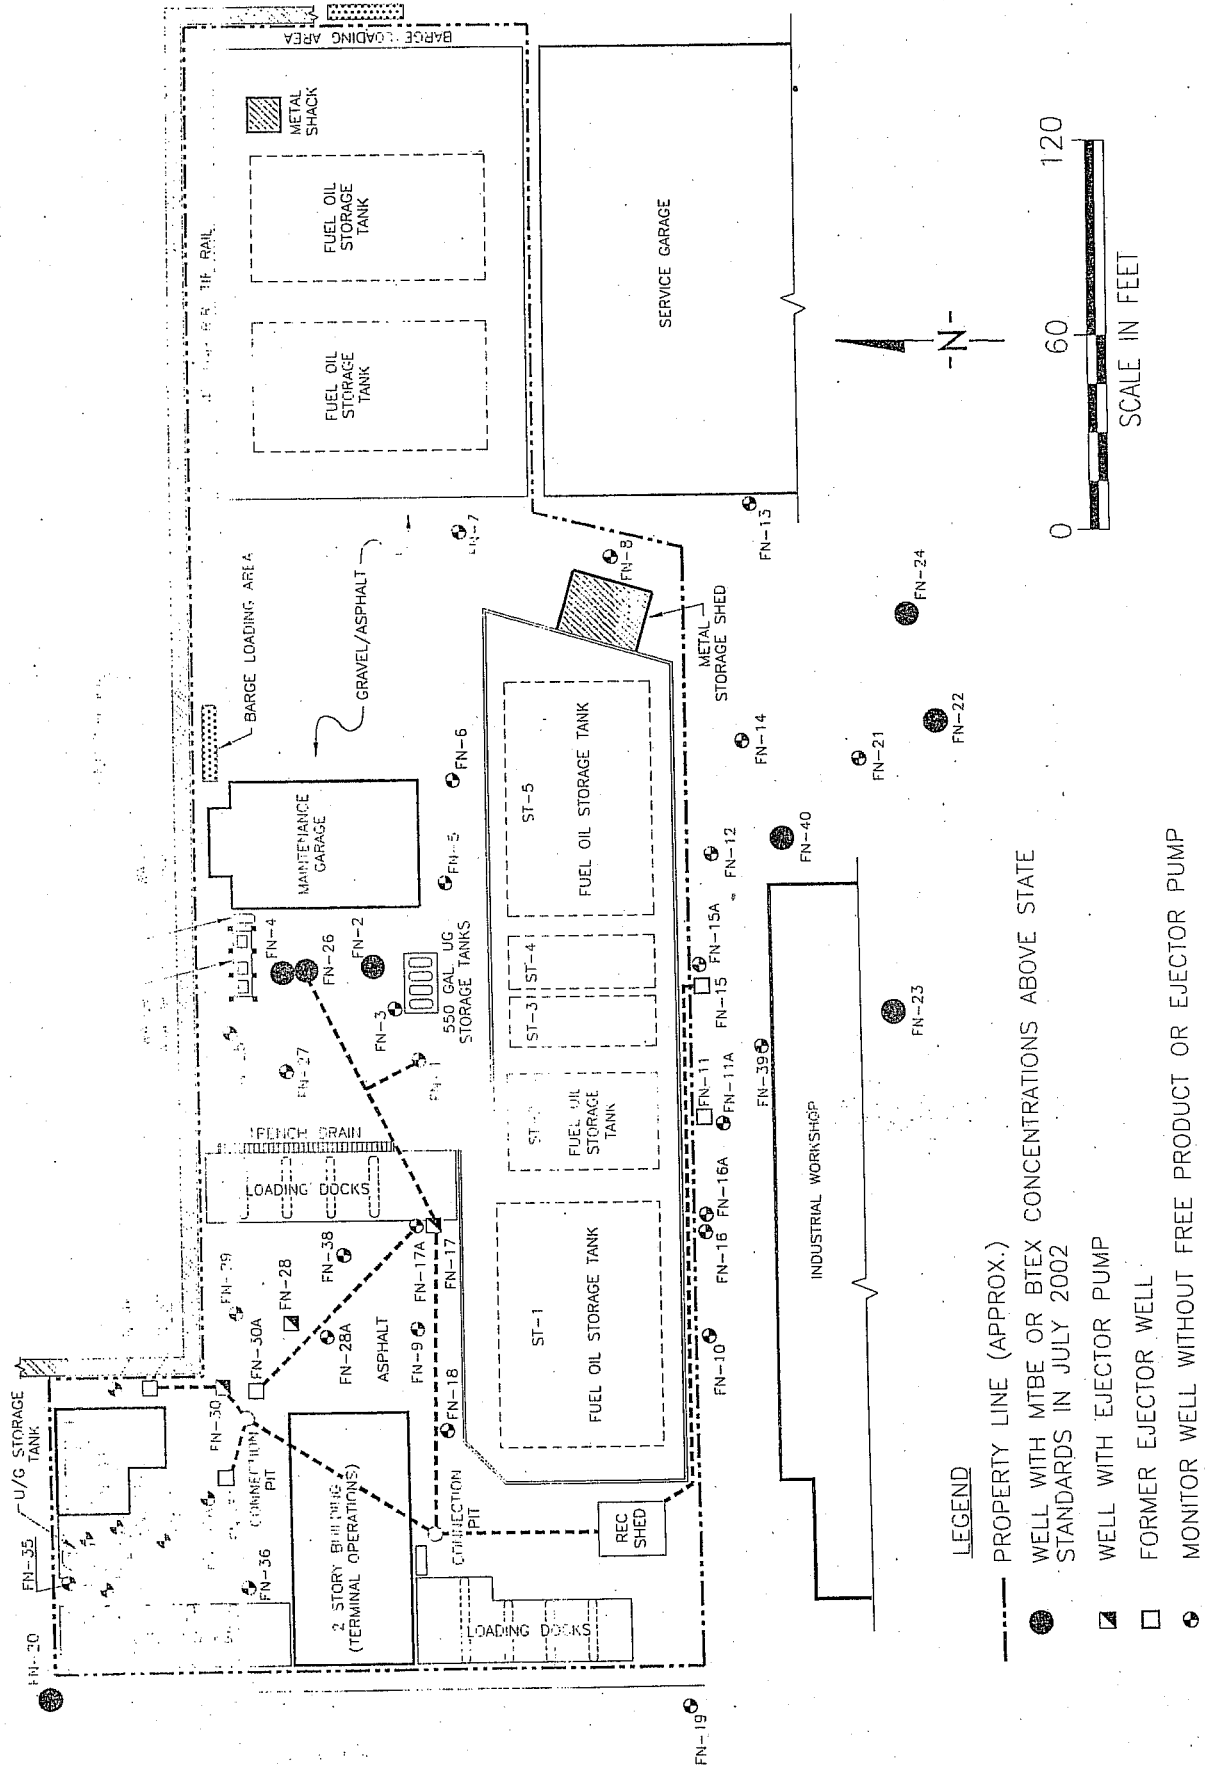 BARGE LOADING AREA
METAL
SHACK
FUEL OIL
STORAGE
TANK
FUEL OIL
STORAGE
TANK
RAIL
SERVICE GARAGE
BARGE LOADING AREA
GRAVEL/ASPHALT
FN-7
FN-8
FN-13
METAL
STORAGE SHED
MAINTENANCE
GARAGE
FN-6
FN-5
FN-4
FN-26
FN-2
FN-3
550 GAL UG
STORAGE TANKS
FN-27
TRENCH DRAIN
LOADING DOCKS
ST-5
FUEL OIL STORAGE TANK
ST-4
ST-3
FUEL OIL
STORAGE
TANK
ST-1
FUEL OIL STORAGE TANK
FN-14
FN-12
FN-15A
FN-15
FN-11
FN-11A
FN-16A
FN-16
FN-10
FN-39
FN-40
FN-21
FN-22
FN-24
FN-23
INDUSTRIAL WORKSHOP
FN-38
FN-17A
FN-17
FN-28
FN-28A
FN-29
FN-30A
FN-30
ASPHALT
FN-9
FN-18
U/G STORAGE
TANK
FN-35
FN-36
FN-20
CONNECTION
PIT
2 STORY BUILDING
(TERMINAL OPERATIONS)
CONNECTION
PIT
REC
SHED
LOADING DOCKS
FN-19
-N-
0 60 120
SCALE IN FEET
LEGEND
PROPERTY LINE (APPROX.)
WELL WITH MTBE OR BTEX CONCENTRATIONS ABOVE STATE
STANDARDS IN JULY 2002
WELL WITH EJECTOR PUMP
FORMER EJECTOR WELL
MONITOR WELL WITHOUT FREE PRODUCT OR EJECTOR PUMP